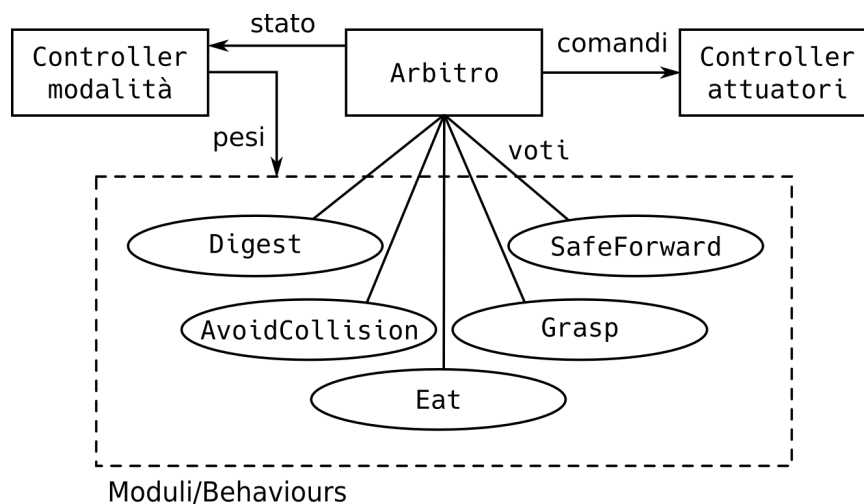 stato
comandi
Controller
modalità
Arbitro
Controller
attuatori
pesi
voti
Digest
SafeForward
AvoidCollision
Grasp
Eat
Moduli/Behaviours